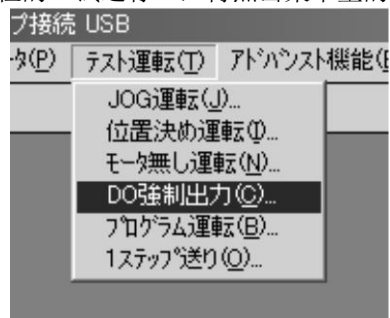 プ接続 USB
ﾀ(P) テスト運転(T) ｱﾄﾞﾊﾞﾝｽﾄ機能(
JOG運転(J)...
位置決め運転(I)...
ﾓｰﾀ無し運転(N)...
DO強制出力(C)...
ﾌﾟﾛｸﾞﾗﾑ運転(B)...
1ｽﾃｯﾌﾟ送り(O)...